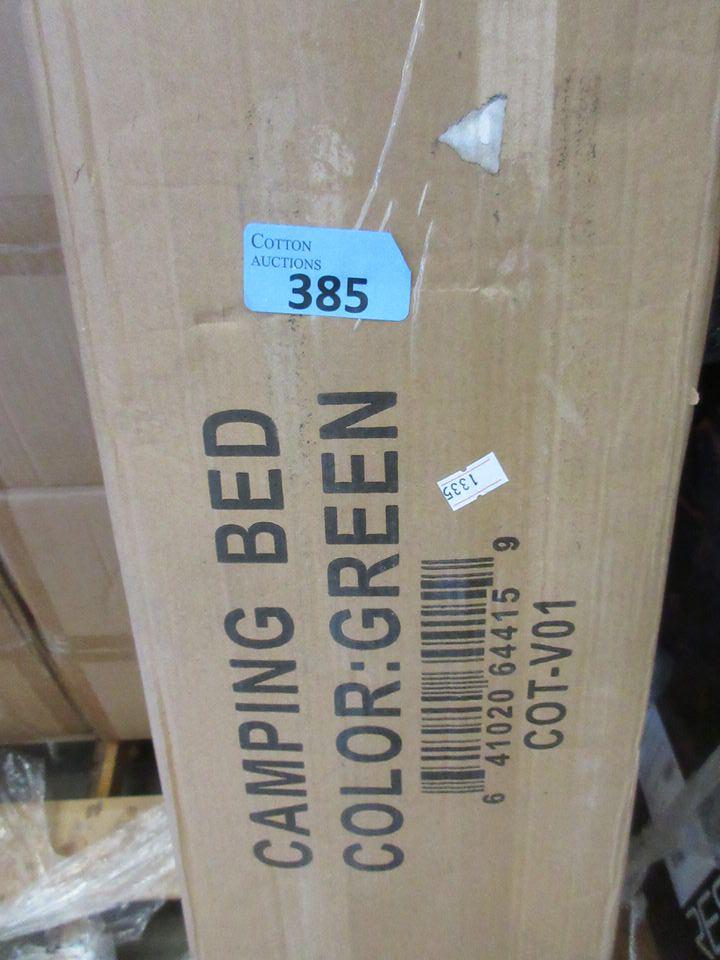 COTTON
AUCTIONS
385
CAMPING BED
COLOR:GREEN
1335
6 41020 64415 9
COT-V01